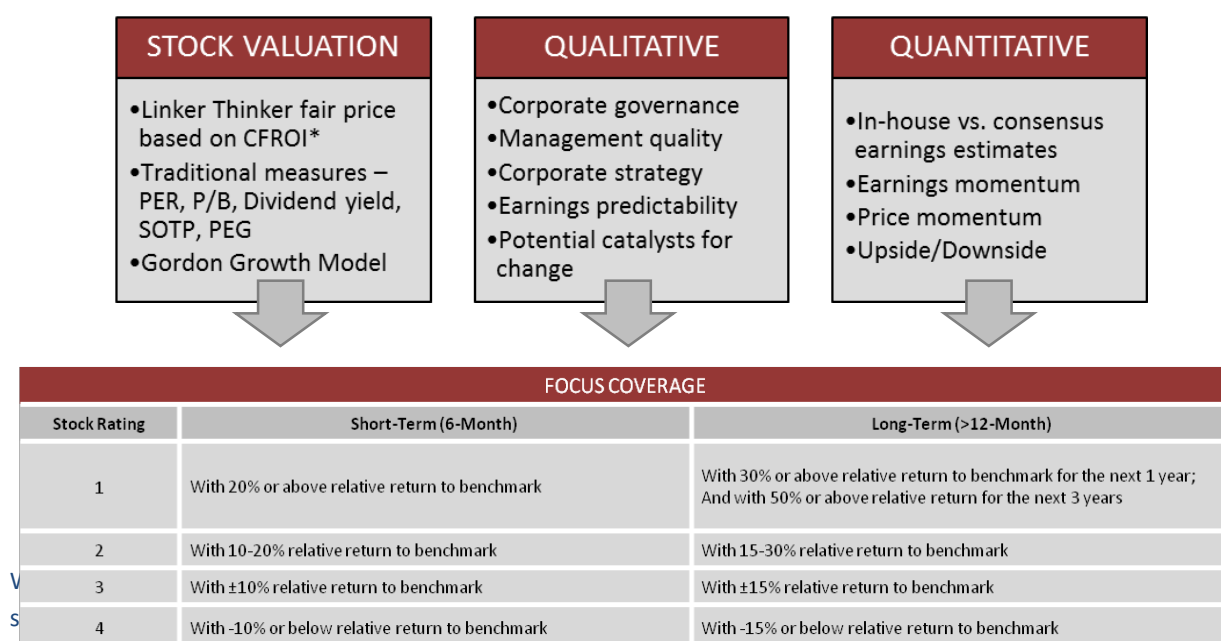 STOCK VALUATION
•Linker Thinker fair price
based on CFROI*
•Traditional measures –
PER, P/B, Dividend yield,
SOTP, PEG
•Gordon Growth Model
QUALITATIVE
•Corporate governance
•Management quality
•Corporate strategy
•Earnings predictability
•Potential catalysts for
change
QUANTITATIVE
•In-house vs. consensus
earnings estimates
•Earnings momentum
•Price momentum
•Upside/Downside
FOCUS COVERAGE
Stock Rating Short-Term (6-Month) Long-Term (>12-Month)
1 With 20% or above relative return to benchmark With 30% or above relative return to benchmark for the next 1 year;
And with 50% or above relative return for the next 3 years
2 With 10-20% relative return to benchmark With 15-30% relative return to benchmark
3 With ±10% relative return to benchmark With ±15% relative return to benchmark
4 With -10% or below relative return to benchmark With -15% or below relative return to benchmark